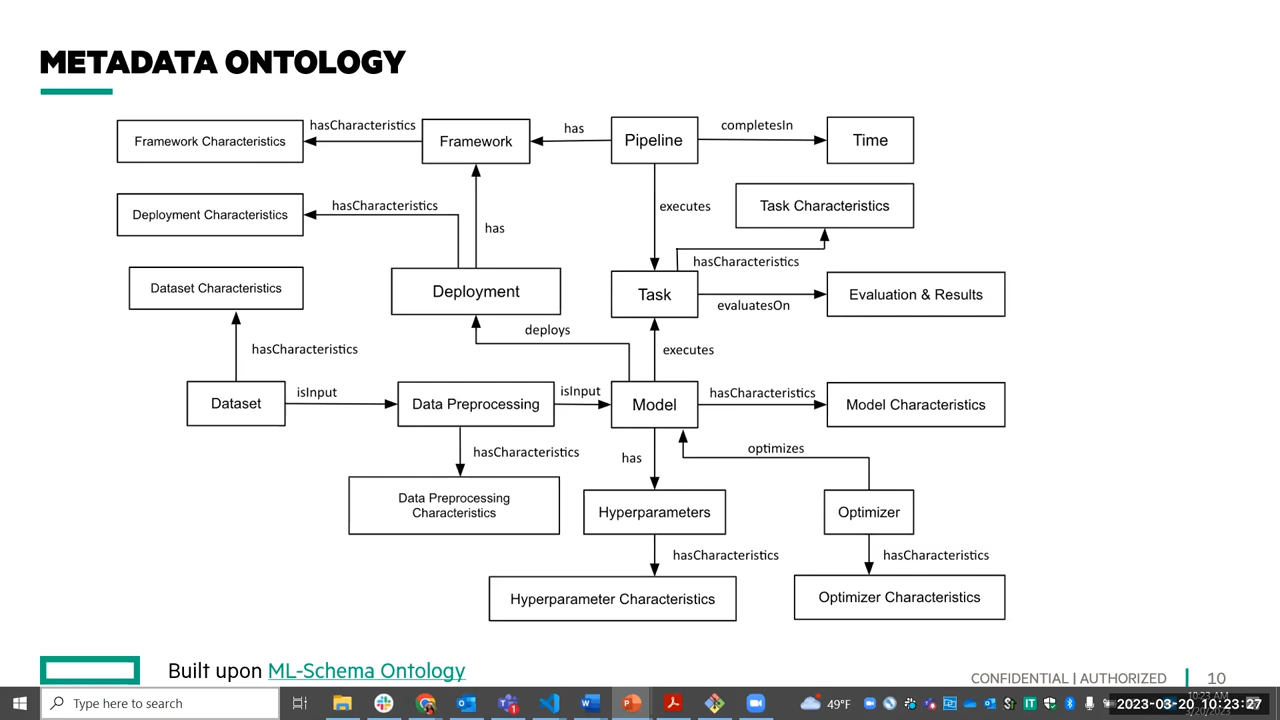 METADATA ONTOLOGY
Framework Characteristics
hasCharacteristics
Framework
has
Pipeline
completesIn
Time
Deployment Characteristics
hasCharacteristics
has
executes
Task Characteristics
hasCharacteristics
Dataset Characteristics
Deployment
Task
evaluatesOn
Evaluation & Results
hasCharacteristics
deploys
executes
Dataset
isInput
Data Preprocessing
isInput
Model
hasCharacteristics
Model Characteristics
hasCharacteristics
has
optimizes
Data Preprocessing
Characteristics
Hyperparameters
Optimizer
hasCharacteristics
hasCharacteristics
Hyperparameter Characteristics
Optimizer Characteristics
Built upon ML-Schema Ontology
CONFIDENTIAL | AUTHORIZED
10
Type here to search
49°F
10:23 AM
2023-03-20 10:23:27